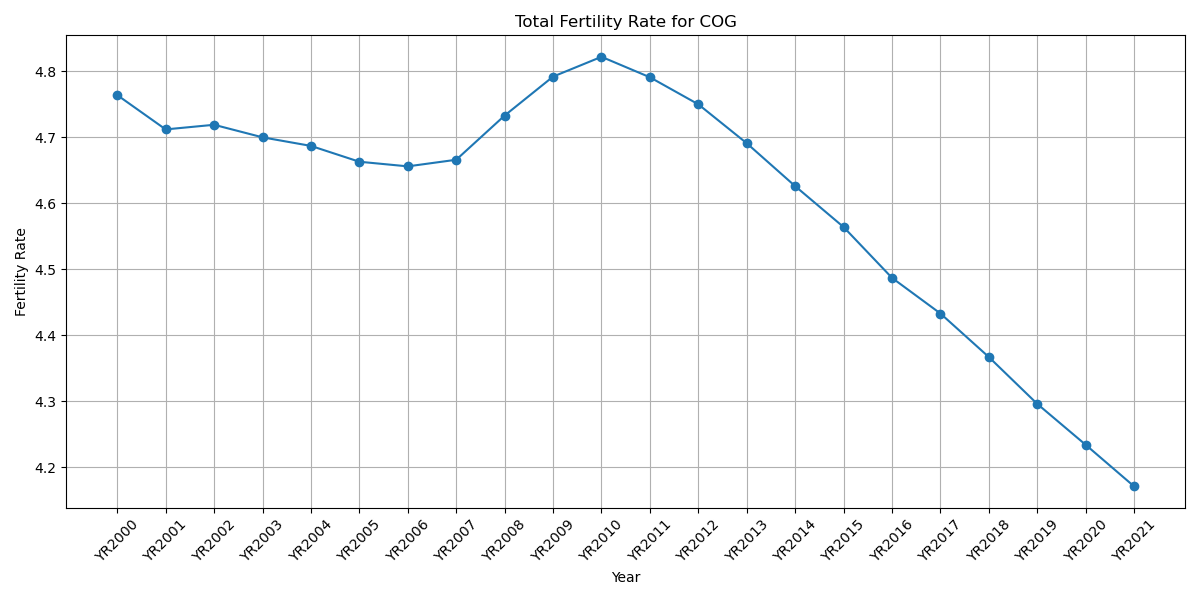 Total Fertility Rate for COG
Fertility Rate
4.8
4.7
4.6
4.5
4.4
4.3
4.2
YR2000
YR2001
YR2002
YR2003
YR2004
YR2005
YR2006
YR2007
YR2008
YR2009
YR2010
YR2011
YR2012
YR2013
YR2014
YR2015
YR2016
YR2017
YR2018
YR2019
YR2020
YR2021
Year